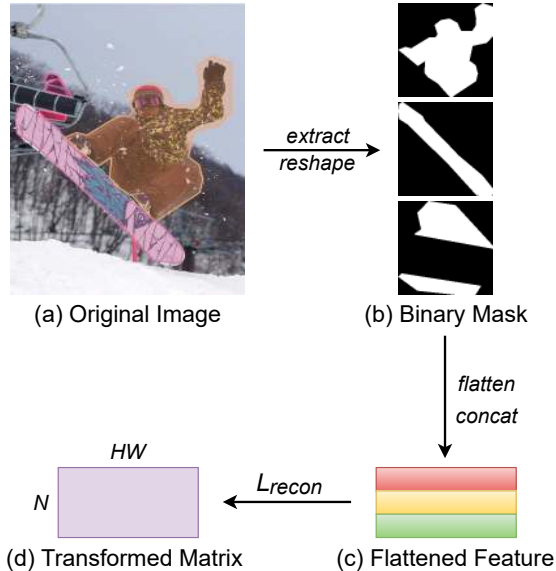 extract
reshape
(a) Original Image
(b) Binary Mask
flatten
concat
HW
N
Lrecon
(d) Transformed Matrix
(c) Flattened Feature